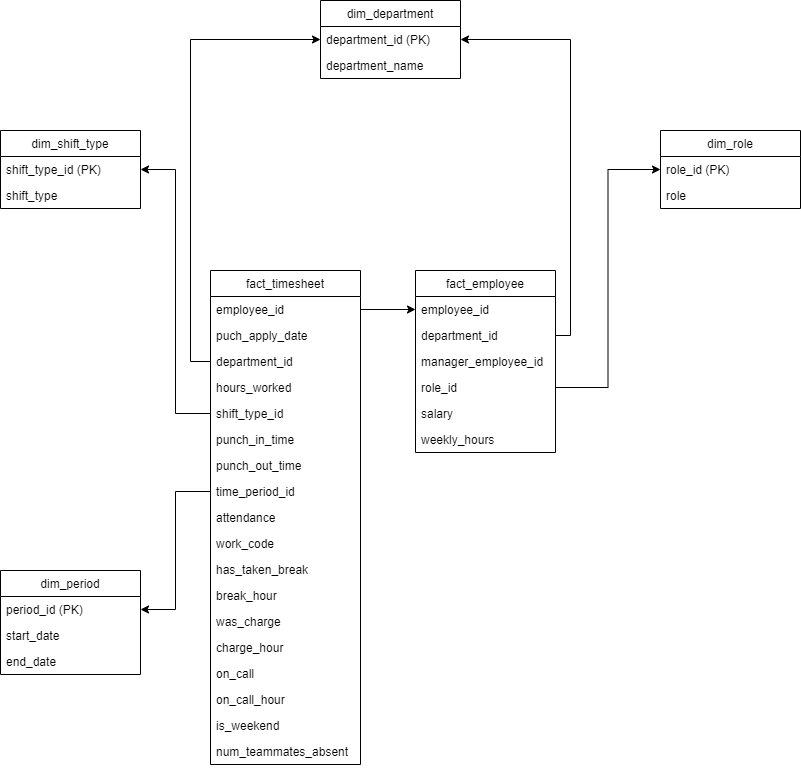 dim_department
department_id (PK)
department_name
dim_shift_type
shift_type_id (PK)
shift_type
dim_role
role_id (PK)
role
fact_timesheet
employee_id
puch_apply_date
department_id
hours_worked
shift_type_id
punch_in_time
punch_out_time
time_period_id
attendance
work_code
has_taken_break
break_hour
was_charge
charge_hour
on_call
on_call_hour
is_weekend
num_teammates_absent
fact_employee
employee_id
department_id
manager_employee_id
role_id
salary
weekly_hours
dim_period
period_id (PK)
start_date
end_date